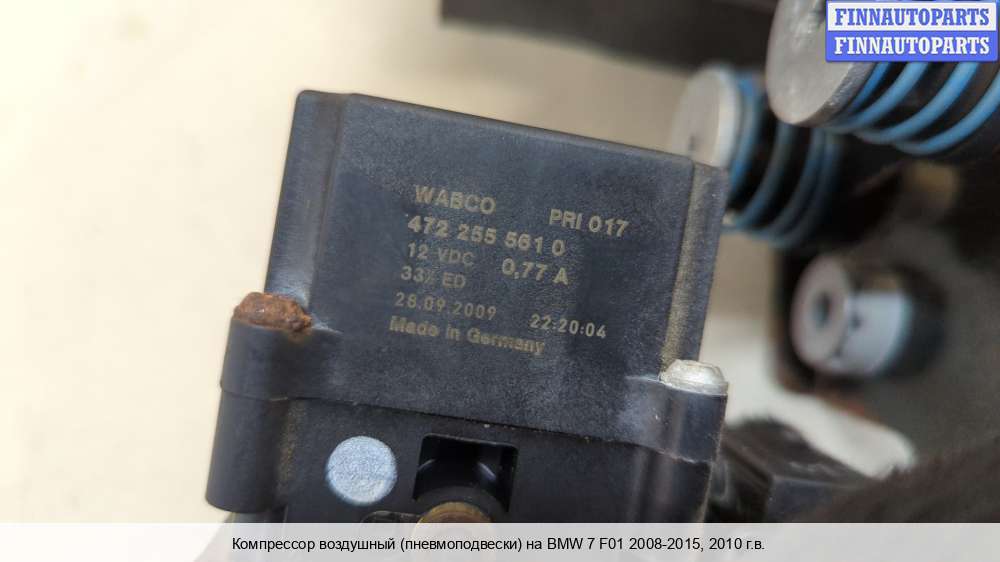 FINNAUTOPARTS
FINNAUTOPARTS
WABCO PRI 017
472 255 561 0
12 VDC 0,77 A
33% ED
28.09.2009 22:20:04
Made in Germany
Компрессор воздушный (пневмоподвески) на BMW 7 F01 2008-2015, 2010 г.в.